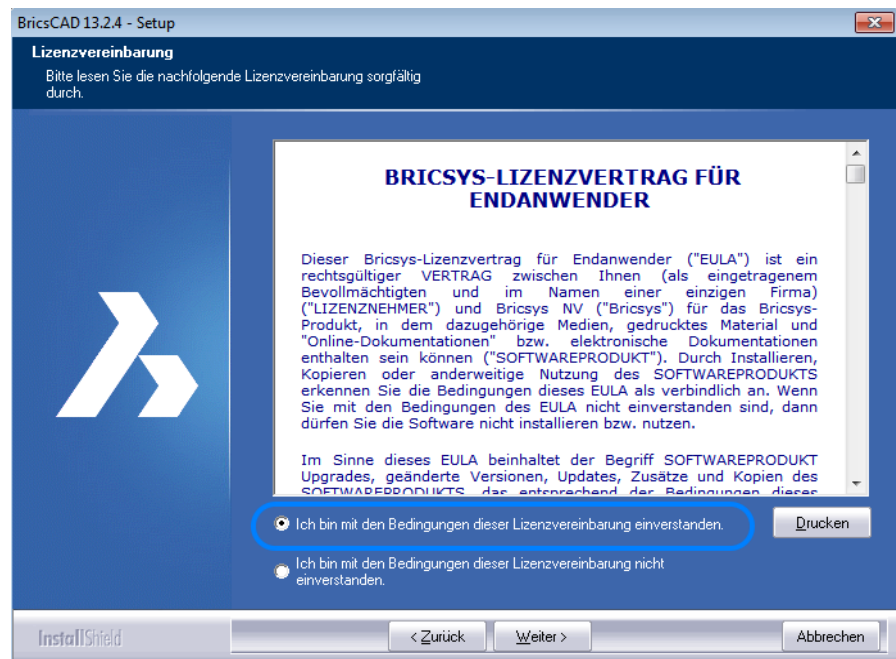 BricsCAD 13.2.4 - Setup
Lizenzvereinbarung
Bitte lesen Sie die nachfolgende Lizenzvereinbarung sorgfältig
durch.
BRICSYS-LIZENZVERTRAG FÜR
ENDANWENDER
Dieser Bricsys-Lizenzvertrag für Endanwender ("EULA") ist ein
rechtsgültiger VERTRAG zwischen Ihnen (als eingetragenem
Bevollmächtigten und im Namen einer einzigen Firma)
("LIZENZNEHMER") und Bricsys NV ("Bricsys") für das Bricsys-
Produkt, in dem dazugehörige Medien, gedrucktes Material und
"Online-Dokumentationen" bzw. elektronische Dokumentationen
enthalten sein können ("SOFTWAREPRODUKT"). Durch Installieren,
Kopieren oder anderweitige Nutzung des SOFTWAREPRODUKTS
erkennen Sie die Bedingungen dieses EULA als verbindlich an. Wenn
Sie mit den Bedingungen des EULA nicht einverstanden sind, dann
dürfen Sie die Software nicht installieren bzw. nutzen.
Im Sinne dieses EULA beinhaltet der Begriff SOFTWAREPRODUKT
Upgrades, geänderte Versionen, Updates, Zusätze und Kopien des
SOFTWAREPRODUKTS, das entsprechend der Bedingungen dieses
Ich bin mit den Bedingungen dieser Lizenzvereinbarung einverstanden.
Drucken
Ich bin mit den Bedingungen dieser Lizenzvereinbarung nicht
einverstanden.
InstallShield
< Zurück
Weiter >
Abbrechen